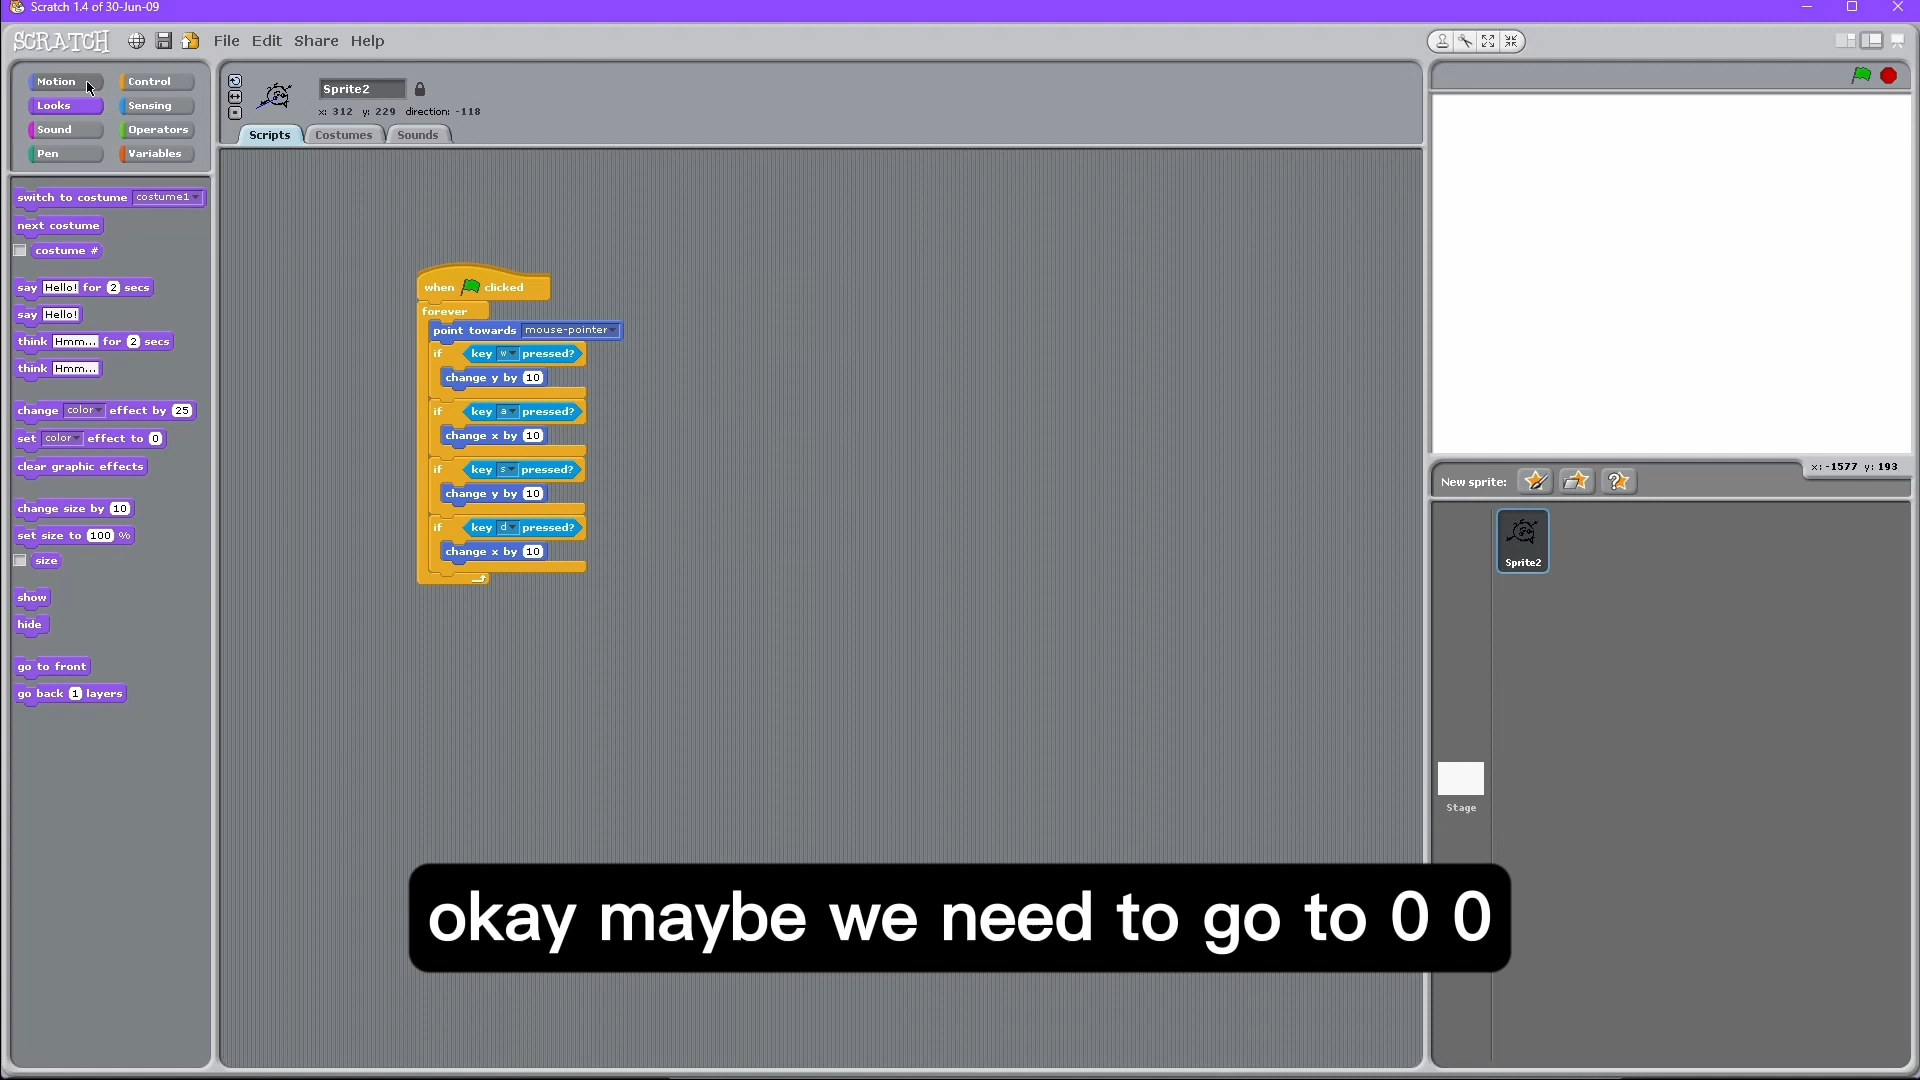 Scratch 1.4 of 30-Jun-09
SCRATCH File Edit Share Help
Motion Control
Looks Sensing
Sound Operators
Pen Variables
switch to costume costume1
next costume
costume #
say Hello! for 2 secs
say Hello!
think Hmm... for 2 secs
think Hmm...
change color effect by 25
set color effect to 0
clear graphic effects
change size by 10
set size to 100 %
size
show
hide
go to front
go back 1 layers
Sprite2
x: 312 y: 229 direction: -118
Scripts Costumes Sounds
when clicked
forever
point towards mouse-pointer
if key w pressed?
change y by 10
if key a pressed?
change x by 10
if key s pressed?
change y by 10
if key d pressed?
change x by 10
x: -1577 y: 193
New sprite:
Sprite2
Stage
okay maybe we need to go to 0 0